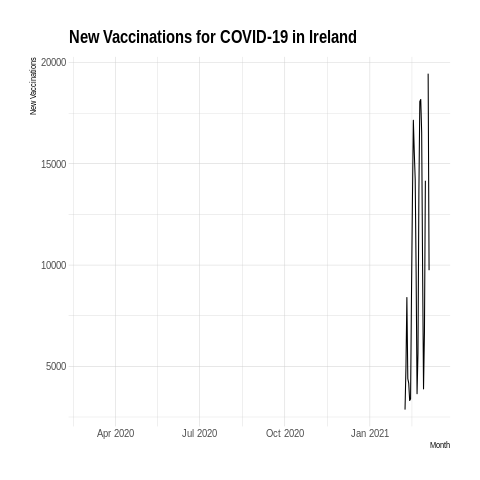 New Vaccinations for COVID-19 in Ireland
New Vaccinations
20000
15000
10000
5000
Apr 2020
Jul 2020
Oct 2020
Jan 2021
Month